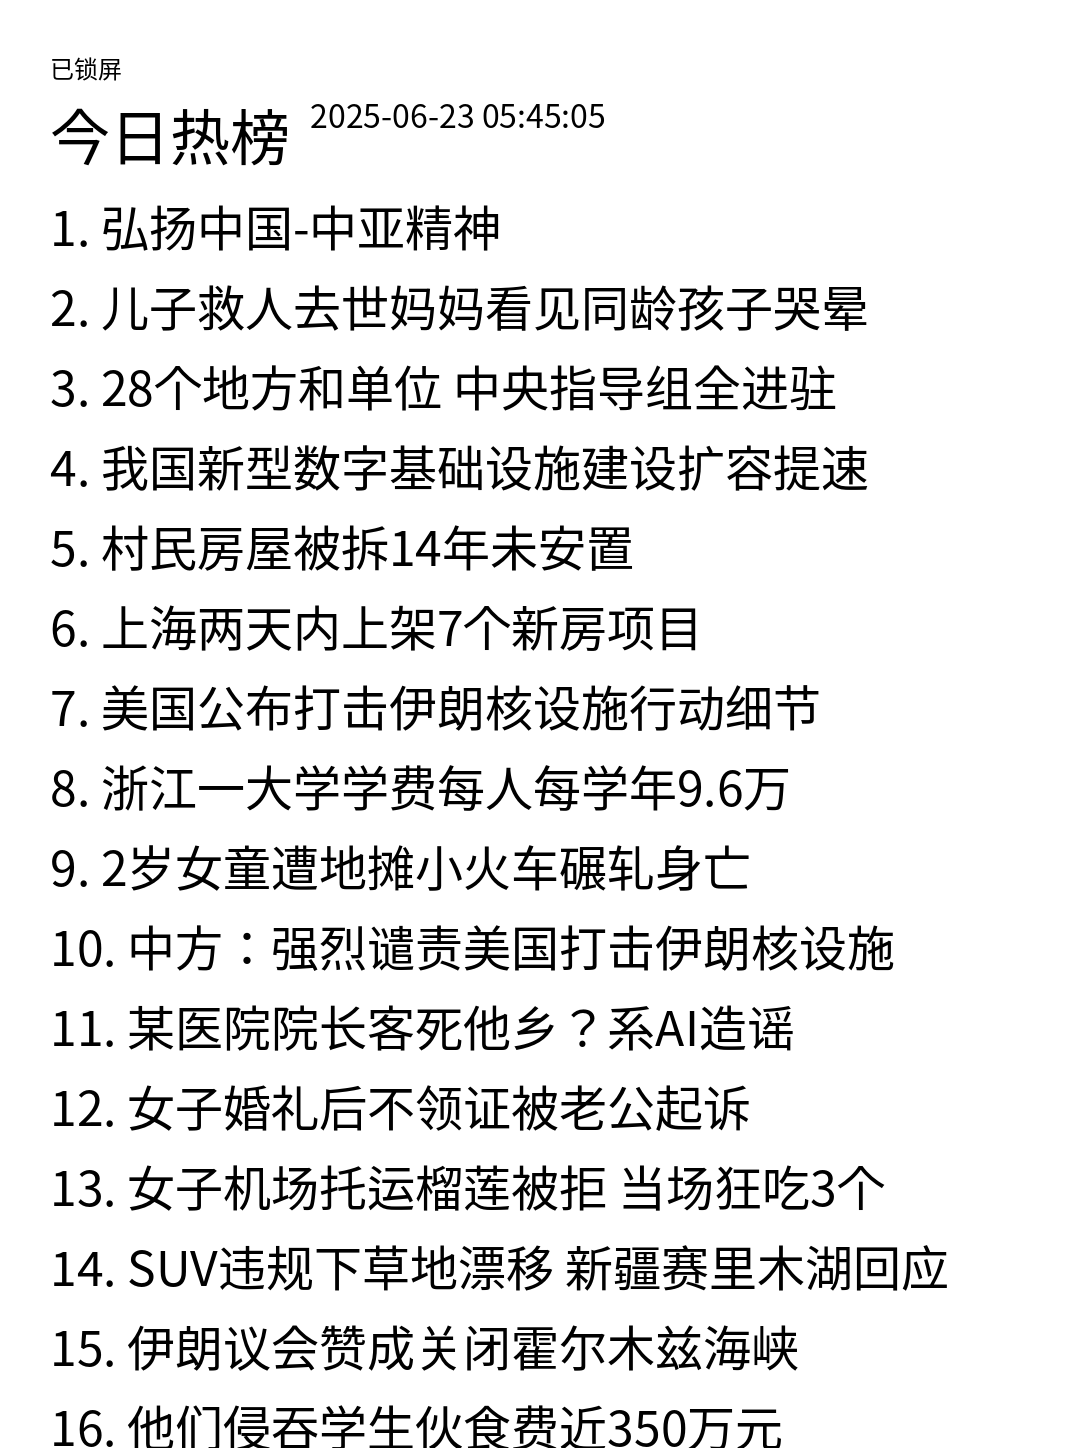 已锁屏
今日热榜 2025-06-23 05:45:05
1. 弘扬中国-中亚精神
2. 儿子救人去世妈妈看见同龄孩子哭晕
3. 28个地方和单位 中央指导组全进驻
4. 我国新型数字基础设施建设扩容提速
5. 村民房屋被拆14年未安置
6. 上海两天内上架7个新房项目
7. 美国公布打击伊朗核设施行动细节
8. 浙江一大学学费每人每学年9.6万
9. 2岁女童遭地摊小火车碾轧身亡
10. 中方：强烈谴责美国打击伊朗核设施
11. 某医院院长客死他乡？系AI造谣
12. 女子婚礼后不领证被老公起诉
13. 女子机场托运榴莲被拒 当场狂吃3个
14. SUV违规下草地漂移 新疆赛里木湖回应
15. 伊朗议会赞成关闭霍尔木兹海峡
16. 他们侵吞学生伙食费近350万元